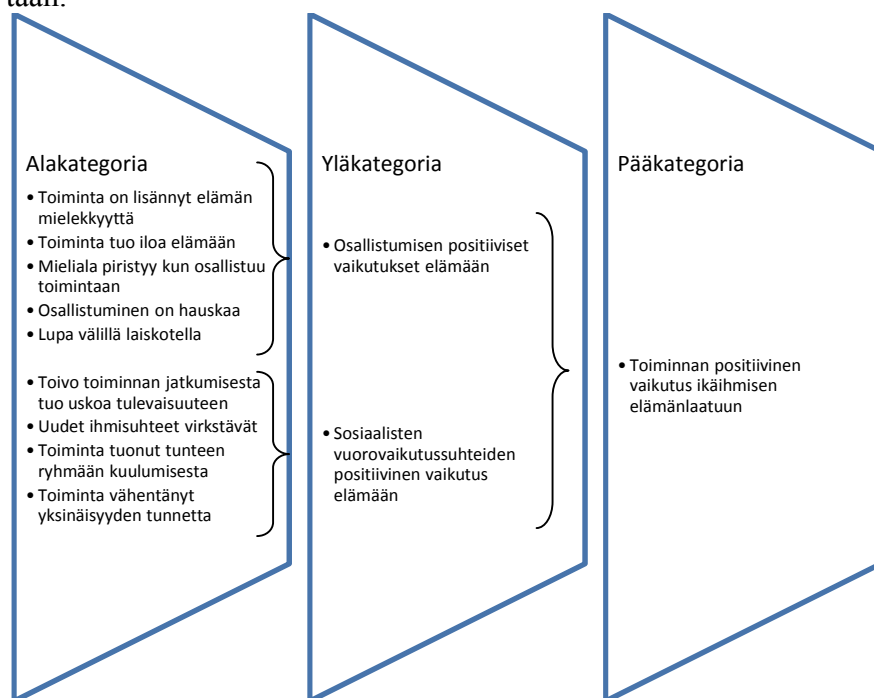 taan.
Alakategoria
• Toiminta on lisännyt elämän
mielekkyyttä
• Toiminta tuo iloa elämään
• Mieliala piristyy kun osallistuu
toimintaan
• Osallistuminen on hauskaa
• Lupa välillä laiskotella
• Toivo toiminnan jatkumisesta
tuo uskoa tulevaisuuteen
• Uudet ihmisuhteet virkstävät
• Toiminta tuonut tunteen
ryhmään kuulumisesta
• Toiminta vähentänyt
yksinäisyyden tunnetta
Yläkategoria
• Osallistumisen positiiviset
vaikutukset elämään
• Sosiaalisten
vuorovaikutussuhteiden
positivinen vaikutus
elämään
Pääkategoria
• Toiminnan positiivinen
vaikutus ikäihmisen
elämänlaatuun